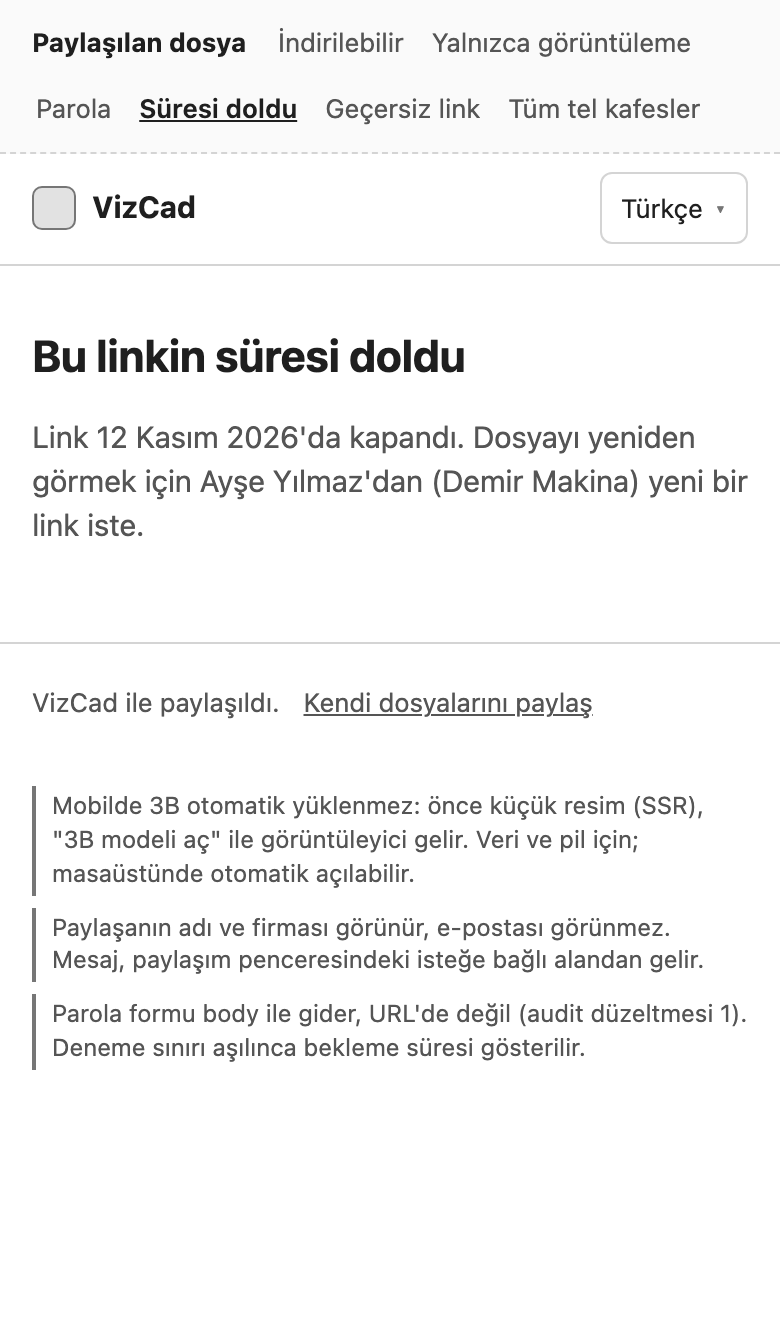 Paylaşılan dosya İndirilebilir Yalnızca görüntüleme
Parola Süresi doldu Geçersiz link Tüm tel kafesler
VizCad
Türkçe ▾
Bu linkin süresi doldu
Link 12 Kasım 2026'da kapandı. Dosyayı yeniden
görmek için Ayşe Yılmaz'dan (Demir Makina) yeni bir
link iste.
VizCad ile paylaşıldı. Kendi dosyalarını paylaş
Mobilde 3B otomatik yüklenmez: önce küçük resim (SSR),
"3B modeli aç" ile görüntüleyici gelir. Veri ve pil için;
masaüstünde otomatik açılabilir.
Paylaşanın adı ve firması görünür, e-postası görünmez.
Mesaj, paylaşım penceresindeki isteğe bağlı alandan gelir.
Parola formu body ile gider, URL'de değil (audit düzeltmesi 1).
Deneme sınırı aşılınca bekleme süresi gösterilir.